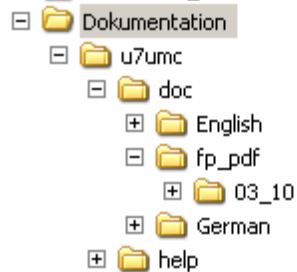 Dokumentation
u7umc
doc
English
fp_pdf
03_10
German
help